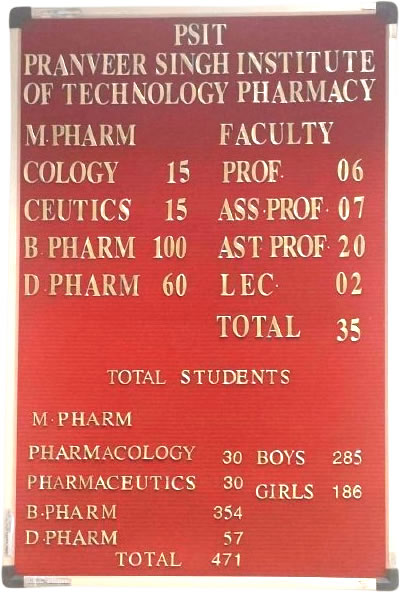 PSIT
PRANVEER SINGH INSTITUTE
OF TECHNOLOGY PHARMACY
M·PHARM FACULTY
COLOGY 15 PROF· 06
CEUTICS 15 ASS·PROF· 07
B PHARM 100 AST PROF· 20
D PHARM 60 LEC· 02
TOTAL 35
TOTAL STUDENTS
M·PHARM
PHARMACOLOGY 30 BOYS 285
PHARMACEUTICS 30 GIRLS 186
B·PHARM 354
D·PHARM 57
TOTAL 471